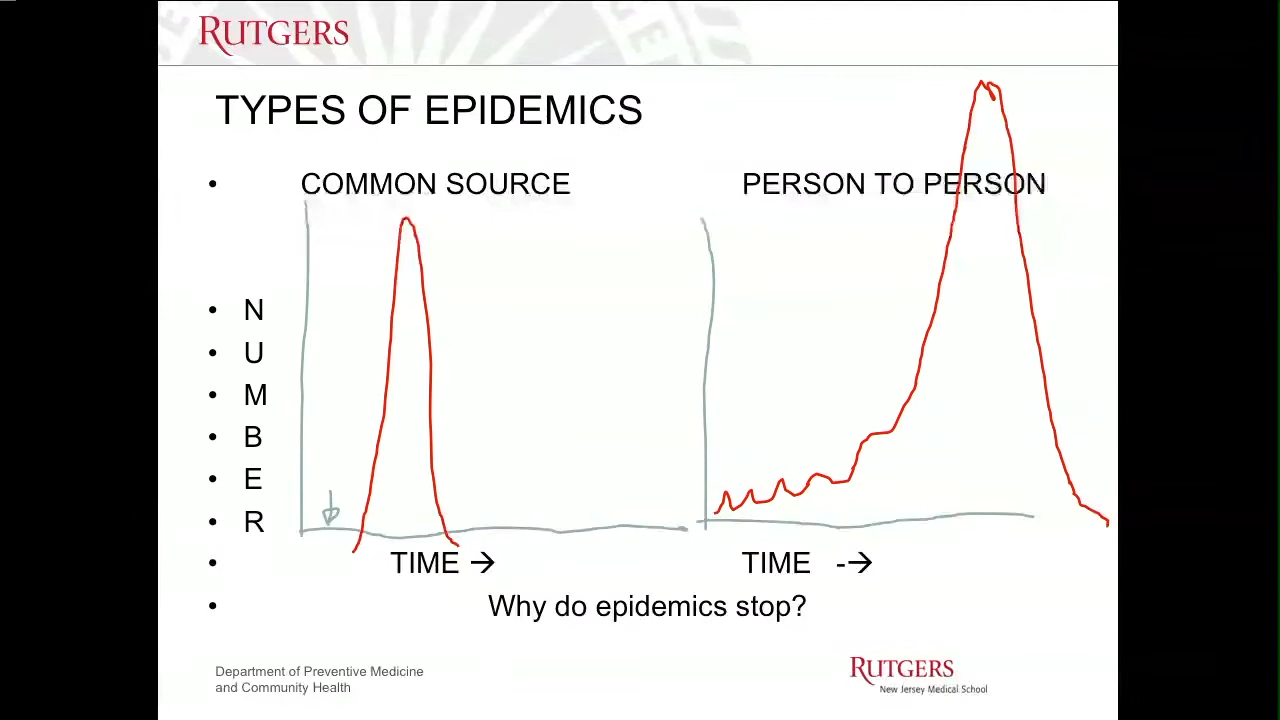 RUTGERS
TYPES OF EPIDEMICS
• COMMON SOURCE PERSON TO PERSON
• N
• U
• M
• B
• E
• R
• TIME → TIME -→
• Why do epidemics stop?
Department of Preventive Medicine
and Community Health
RUTGERS
New Jersey Medical School